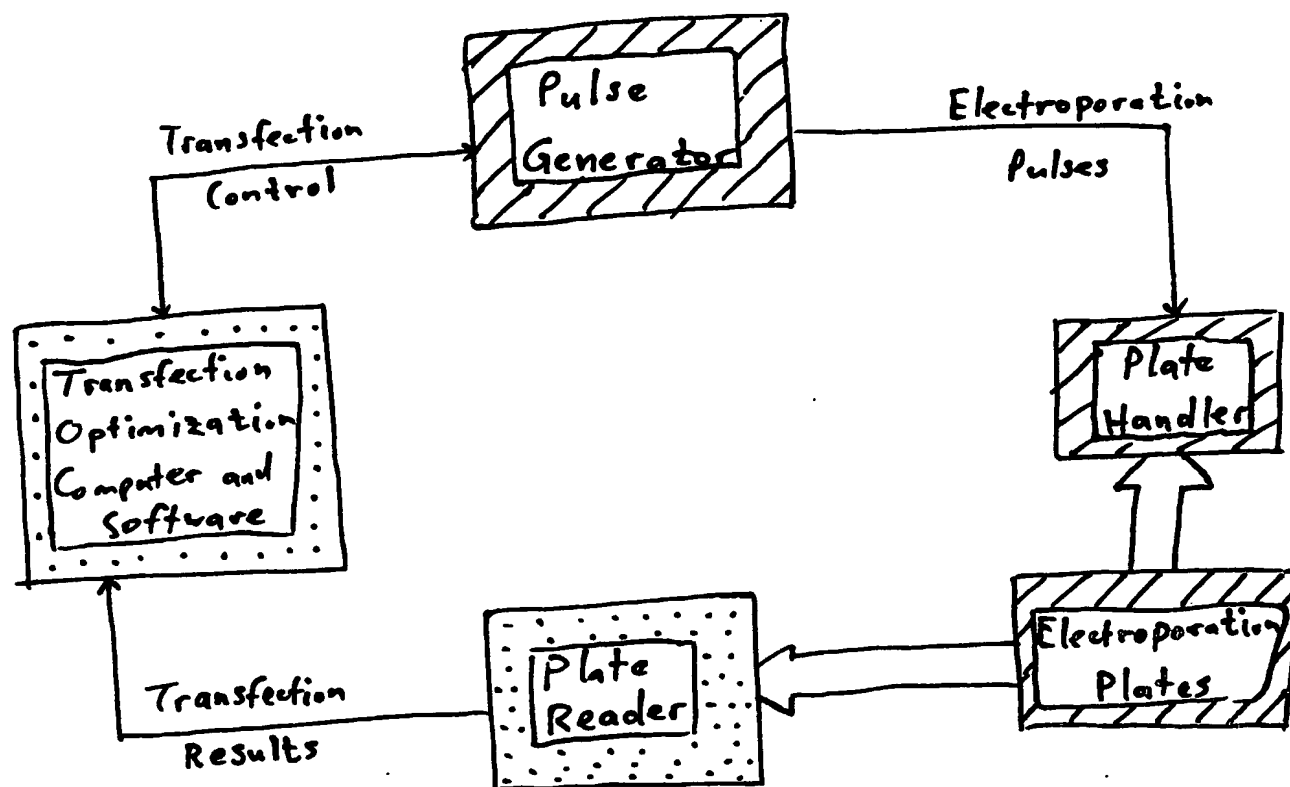 Pulse
Generator
Transfection
Control
Electroporation
Pulses
Transfection
Optimization
Computer and
Software
Plate
Handler
Electroporation
Plates
Plate
Reader
Transfection
Results